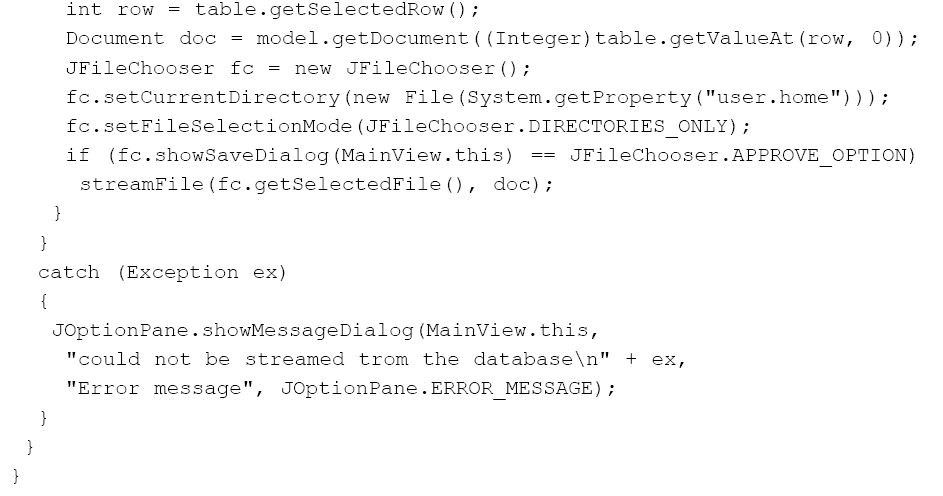 int row = table.getSelectedRow();
Document doc = model.getDocument((Integer)table.getValueAt(row, 0));
JFileChooser fc = new JFileChooser();
fc.setCurrentDirectory(new File(System.getProperty("user.home")));
fc.setFileSelectionMode(JFileChooser.DIRECTORIES_ONLY);
if (fc.showSaveDialog(MainView.this) == JFileChooser.APPROVE_OPTION)
streamFile(fc.getSelectedFile(), doc);
}
}
catch (Exception ex)
{
JOptionPane.showMessageDialog(MainView.this,
"could not be streamed trom the database\n" + ex,
"Error message", JOptionPane.ERROR_MESSAGE);
}
}
}